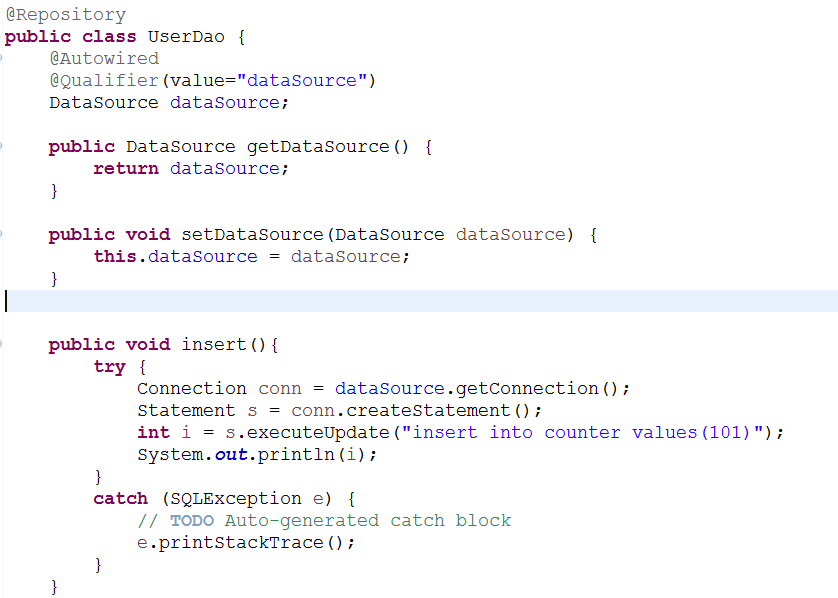 @Repository
public class UserDao {
@Autowired
@Qualifier(value="dataSource")
DataSource dataSource;
public DataSource getDataSource() {
return dataSource;
}
public void setDataSource(DataSource dataSource) {
this.dataSource = dataSource;
}
public void insert(){
try {
Connection conn = dataSource.getConnection();
Statement s = conn.createStatement();
int i = s.executeUpdate("insert into counter values(101)");
System.out.println(i);
}
catch (SQLException e) {
// TODO Auto-generated catch block
e.printStackTrace();
}
}